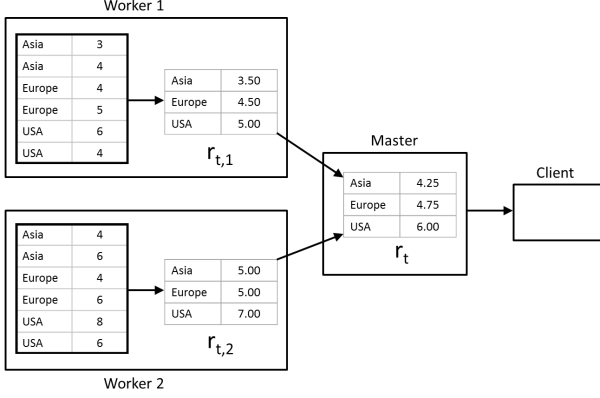 Worker 1
Asia 3
Asia 4
Europe 4
Europe 5
USA 6
USA 4
Asia 3.50
Europe 4.50
USA 5.00
rt,1
Worker 2
Asia 4
Asia 6
Europe 4
Europe 6
USA 8
USA 6
Asia 5.00
Europe 5.00
USA 7.00
rt,2
Master
Asia 4.25
Europe 4.75
USA 6.00
rt
Client